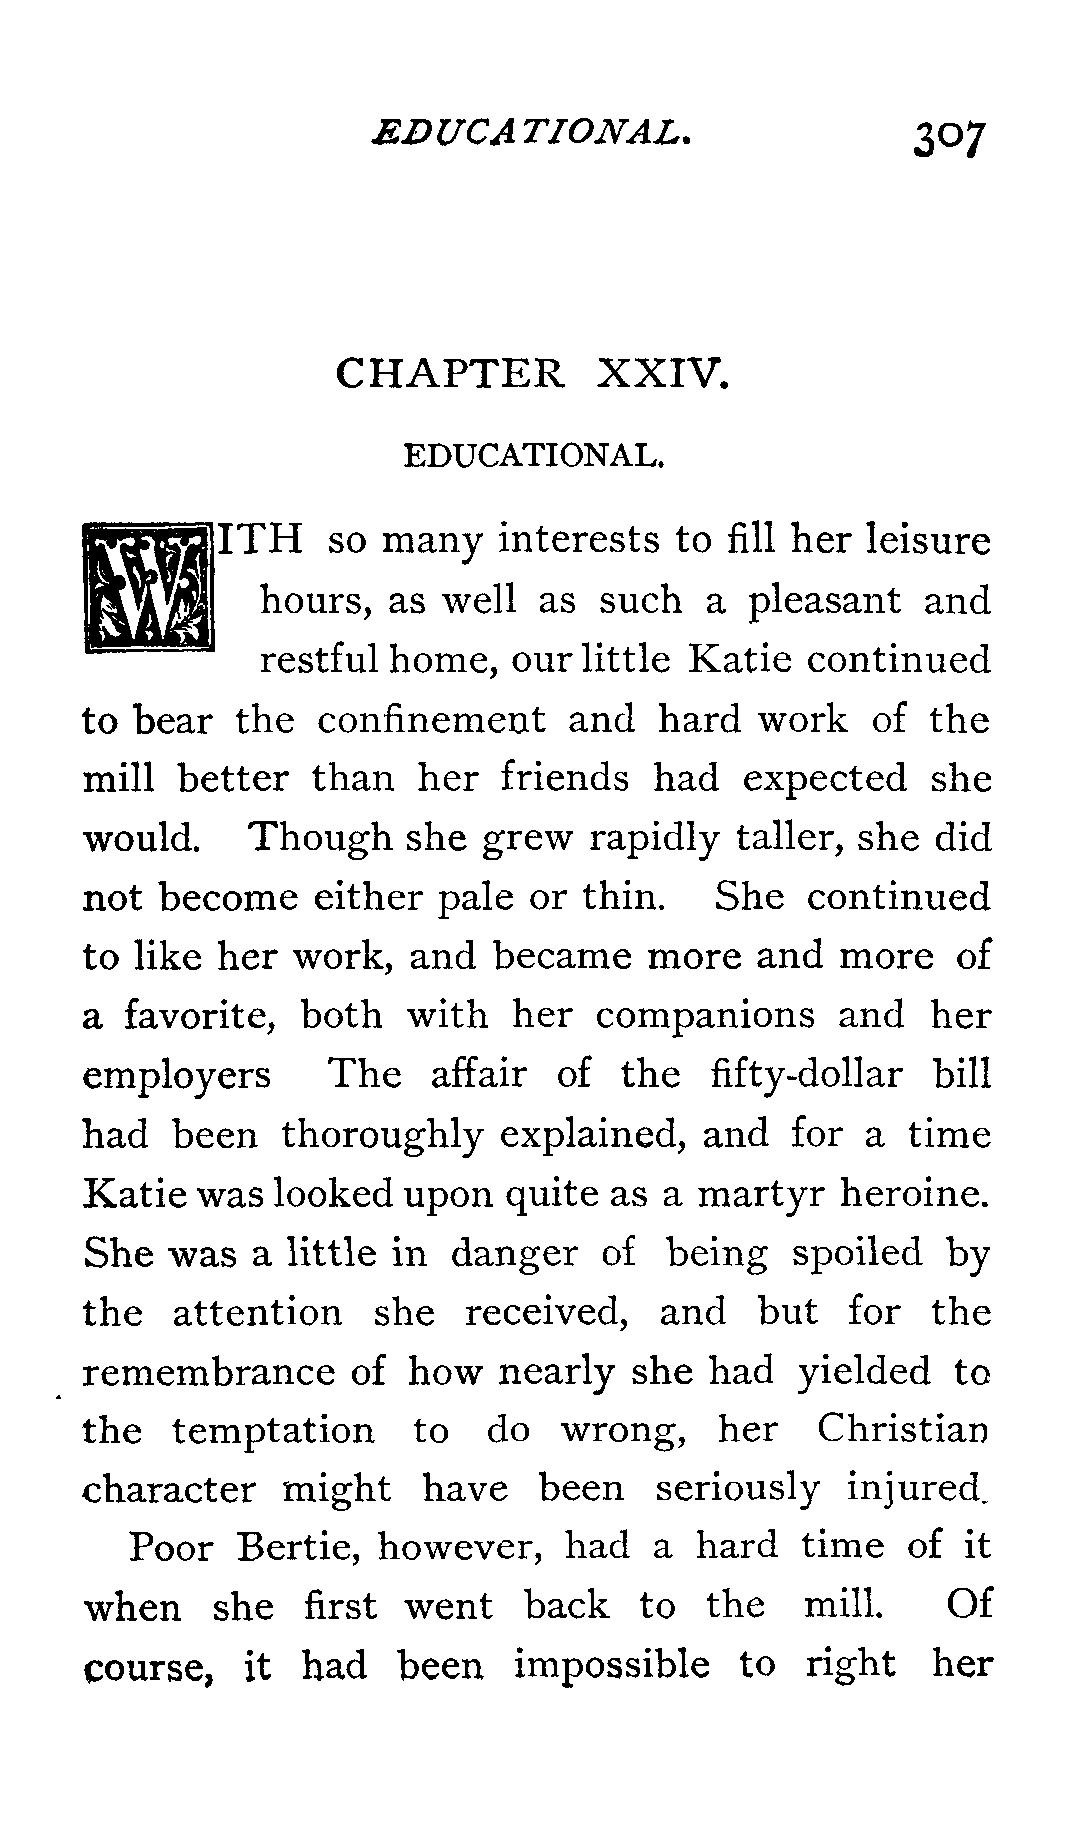 EDUCATIONAL. 307
CHAPTER XXIV.
EDUCATIONAL.
WITH so many interests to fill her leisure
hours, as well as such a pleasant and
restful home, our little Katie continued
to bear the confinement and hard work of the
mill better than her friends had expected she
would. Though she grew rapidly taller, she did
not become either pale or thin. She continued
to like her work, and became more and more of
a favorite, both with her companions and her
employers The affair of the fifty-dollar bill
had been thoroughly explained, and for a time
Katie was looked upon quite as a martyr heroine.
She was a little in danger of being spoiled by
the attention she received, and but for the
remembrance of how nearly she had yielded to
the temptation to do wrong, her Christian
character might have been seriously injured.
Poor Bertie, however, had a hard time of it
when she first went back to the mill. Of
course, it had been impossible to right her